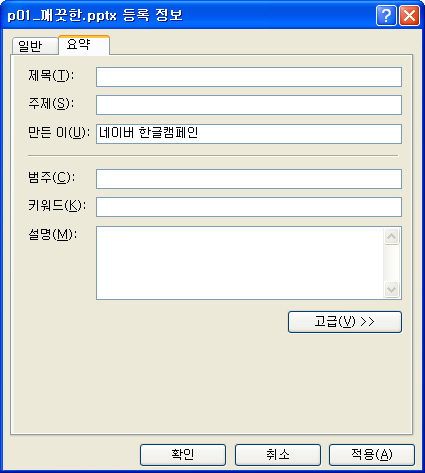 p01_깨끗한.pptx 등록 정보
일반 요약
제목(T):
주제(S):
만든 이(U): 네이버 한글캠페인
범주(C):
키워드(K):
설명(M):
고급(V) >>
확인 취소 적용(A)